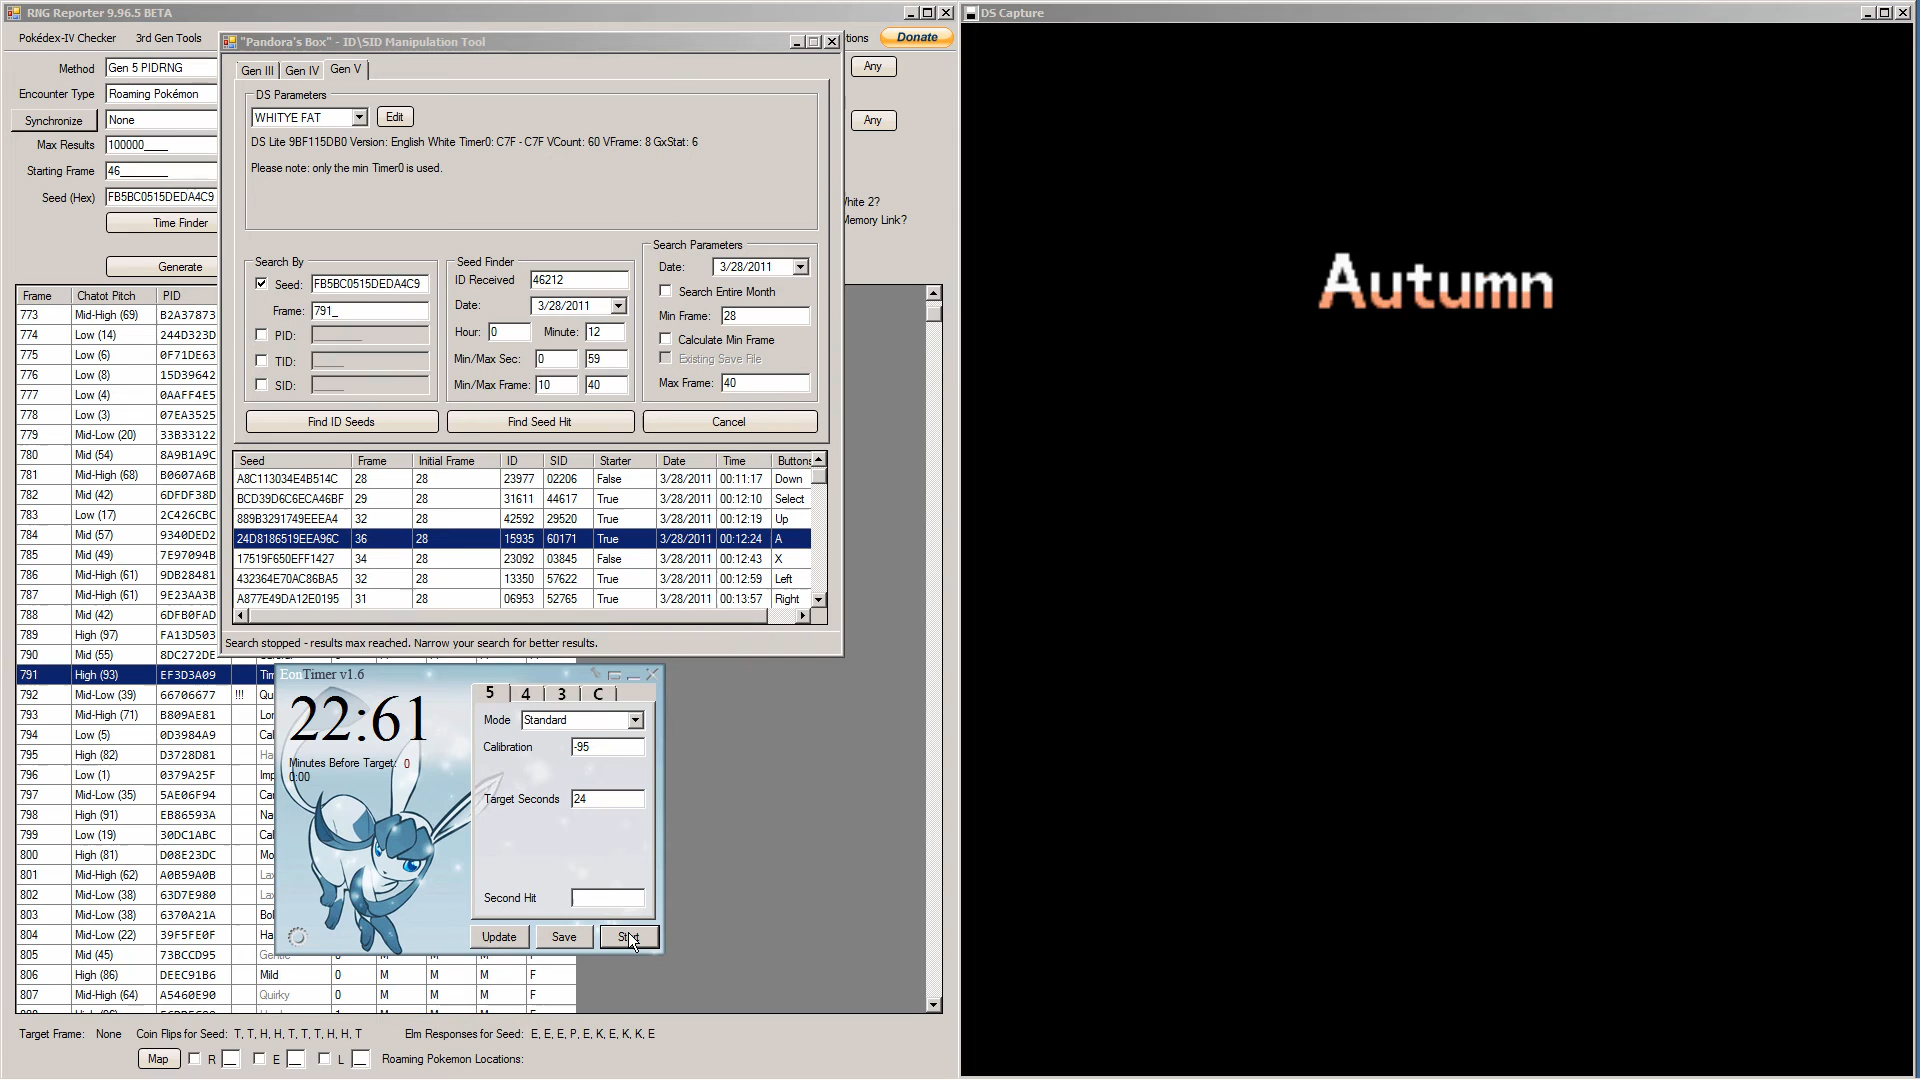 RNG Reporter 9.96.5 BETA
Pokédex-IV Checker 3rd Gen Tools
Donate
Method Gen 5 PIDRNG
Any
Encounter Type Roaming Pokémon
Synchronize None
Any
Max Results 100000____
Starting Frame 46________
Seed (Hex) FB5BC0515DEDA4C9
Time Finder
Generate
Memory Link?
"Pandora's Box" - ID\SID Manipulation Tool
Gen III Gen IV Gen V
DS Parameters
WHITYE FAT Edit
DS Lite 9BF115DB0 Version: English White Timer0: C7F - C7F VCount: 60 VFrame: 8 GxStat: 6
Please note: only the min Timer0 is used.
Search By
Seed: FB5BC0515DEDA4C9
Frame: 791_
PID:
TID:
SID:
Find ID Seeds
Seed Finder
ID Received 46212
Date: 3/28/2011
Hour: 0 Minute: 12
Min/Max Sec: 0 59
Min/Max Frame: 10 40
Find Seed Hit
Search Parameters
Date: 3/28/2011
Search Entire Month
Min Frame: 28
Calculate Min Frame
Existing Save File
Max Frame: 40
Cancel
Seed Frame Initial Frame ID SID Starter Date Time Buttons
A8C113034E4B514C 28 28 23977 02206 False 3/28/2011 00:11:17 Down
BCD39D6C6ECA46BF 29 28 31611 44617 True 3/28/2011 00:12:10 Select
889B3291749EEEA4 32 28 42592 29520 True 3/28/2011 00:12:19 Up
24D8186519EEA96C 36 28 15935 60171 True 3/28/2011 00:12:24 A
17519F650EFF1427 34 28 23092 03845 False 3/28/2011 00:12:43 X
432364E70AC86BA5 32 28 13350 57622 True 3/28/2011 00:12:59 Left
A877E49DA12E0195 31 28 06953 52765 True 3/28/2011 00:13:57 Right
Search stopped - results max reached. Narrow your search for better results.
Frame Chatot Pitch PID
773 Mid-High (69) B2A37873
774 Low (14) 244D323D
775 Low (6) 0F71DE63
776 Low (8) 15D39642
777 Low (4) 0AAFF4E5
778 Low (3) 07EA3525
779 Mid-Low (20) 33B33122
780 Mid (54) 8A9B1A9C
781 Mid-High (68) B0607A6B
782 Mid (42) 6DFDF38D
783 Low (17) 2C426CBC
784 Mid (57) 9340DED2
785 Mid (49) 7E97094B
786 Mid-High (61) 9DB28481
787 Mid-High (61) 9E23AA3B
788 Mid (42) 6DFB0FAD
789 High (97) FA13D503
790 Mid (55) 8DC272DE
791 High (93) EF3D3A09
792 Mid-Low (39) 66706677 !!!
793 Mid-High (71) B809AE81
794 Low (5) 0D3984A9
795 High (82) D3728D81
796 Low (1) 0379A25F
797 Mid-Low (35) 5AE06F94
798 High (91) EB86593A
799 Low (19) 30DC1ABC
800 High (81) D08E23DC
801 Mid-High (62) A0B59A0B
802 Mid-Low (38) 63D7E980
803 Mid-Low (38) 6370A21A
804 Mid-Low (22) 39F5FE0F
805 Mid (45) 73BCCD95
806 High (86) DEEC91B6 Mild 0 M M M F
807 Mid-High (64) A5460E90 Quirky 0 M M M F
EonTimer v1.6
22:61
Minutes Before Target: 0
0:00
5 4 3 C
Mode Standard
Calibration -95
Target Seconds 24
Second Hit
Update Save Start
Target Frame: None Coin Flips for Seed: T, T, H, H, T, T, T, H, H, T Elm Responses for Seed: E, E, E, P, E, K, E, K, K, E
Map R E L Roaming Pokemon Locations:
DS Capture
Autumn